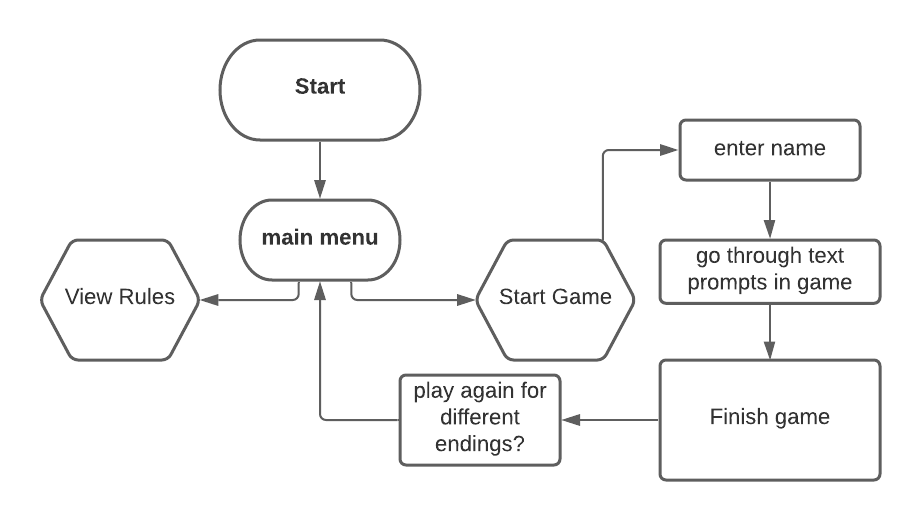 Start
enter name
main menu
go through text
prompts in game
View Rules
Start Game
play again for
different
endings?
Finish game